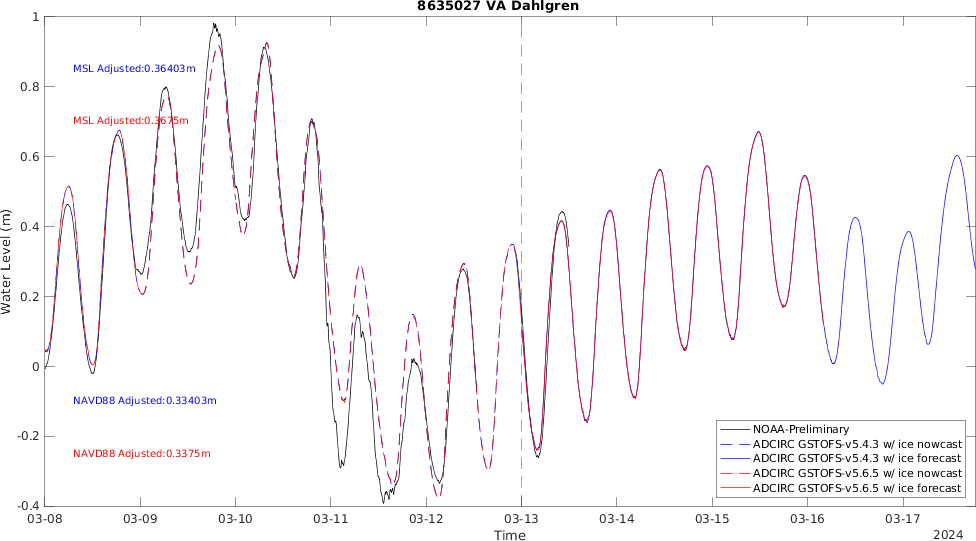 8635027 VA Dahlgren
1
0.8
0.6
0.4
0.2
0
-0.2
-0.4
Water Level (m)
MSL Adjusted:0.36403m
MSL Adjusted:0.3675m
NAVD88 Adjusted:0.33403m
NAVD88 Adjusted:0.3375m
NOAA-Preliminary
ADCIRC GSTOFS-v5.4.3 w/ ice nowcast
ADCIRC GSTOFS-v5.4.3 w/ ice forecast
ADCIRC GSTOFS-v5.6.5 w/ ice nowcast
ADCIRC GSTOFS-v5.6.5 w/ ice forecast
03-08 03-09 03-10 03-11 03-12 03-13 03-14 03-15 03-16 03-17
Time
2024